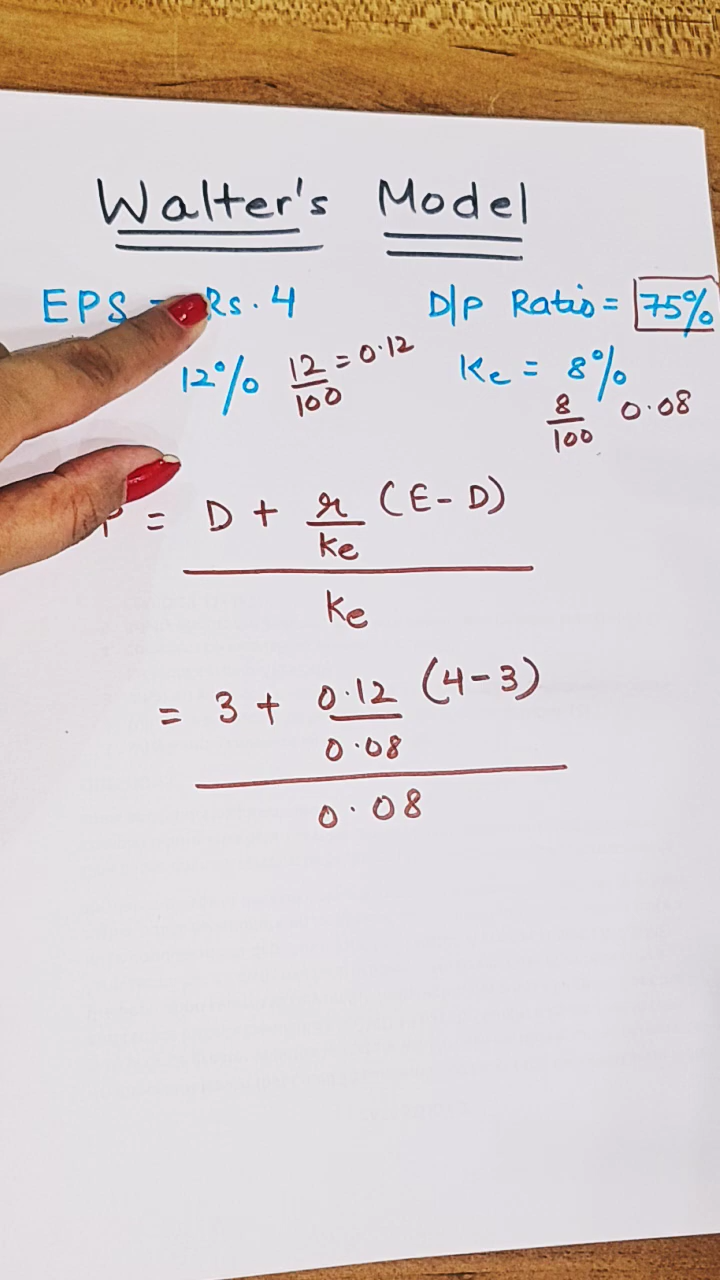 Walter's Model
EPS = Rs. 4 D/P Ratio = 75%
12% 12/100 = 0.12 Ke = 8%
8/100 0.08
P = D + r/Ke (E - D)
Ke
= 3 + 0.12/0.08 (4 - 3)
0.08